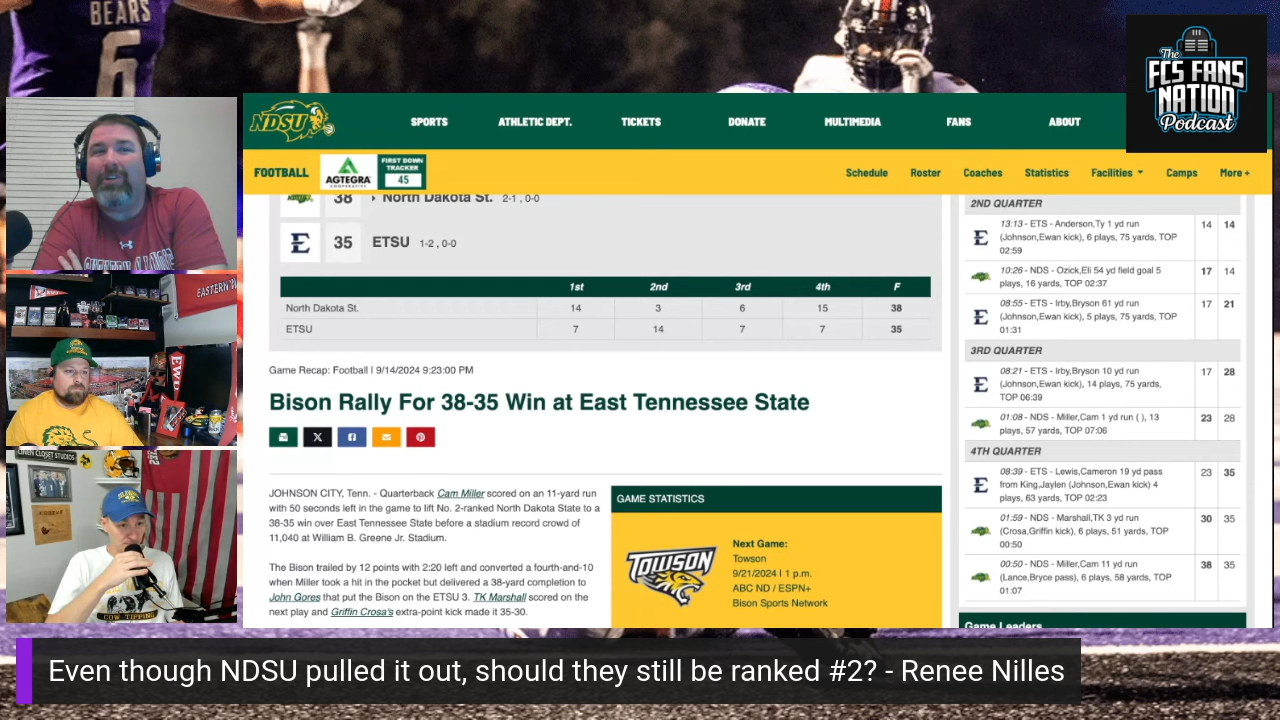 BEARS
6
The
FCS FANS
NATION
Podcast
NDSU
SPORTS
ATHLETIC DEPT.
TICKETS
DONATE
MULTIMEDIA
FANS
ABOUT
FOOTBALL
AGTEGRA
COOPERATIVE
FIRST DOWN
TRACKER
45
Schedule
Roster
Coaches
Statistics
Facilities
Camps
More +
38 North Dakota St. 2-1 , 0-0
E 35 ETSU 1-2 , 0-0
1st 2nd 3rd 4th F
North Dakota St. 14 3 6 15 38
ETSU 7 14 7 7 35
Game Recap: Football | 9/14/2024 9:23:00 PM
Bison Rally For 38-35 Win at East Tennessee State
JOHNSON CITY, Tenn. - Quarterback Cam Miller scored on an 11-yard run
with 50 seconds left in the game to lift No. 2-ranked North Dakota State to a
38-35 win over East Tennessee State before a stadium record crowd of
11,040 at William B. Greene Jr. Stadium.
The Bison trailed by 12 points with 2:20 left and converted a fourth-and-10
when Miller took a hit in the pocket but delivered a 38-yard completion to
John Gores that put the Bison on the ETSU 3. TK Marshall scored on the
next play and Griffin Crosa's extra-point kick made it 35-30.
GAME STATISTICS
TOWSON
Next Game:
Towson
9/21/2024 | 1 p.m.
ABC ND / ESPN+
Bison Sports Network
2ND QUARTER
13:13 - ETS - Anderson,Ty 1 yd run 14 14
(Johnson,Ewan kick), 6 plays, 75 yards, TOP
02:59
10:26 - NDS - Ozick,Eli 54 yd field goal 5 17 14
plays, 16 yards, TOP 02:37
08:55 - ETS - Irby,Bryson 61 yd run 17 21
(Johnson,Ewan kick), 5 plays, 75 yards, TOP
01:31
3RD QUARTER
08:21 - ETS - Irby,Bryson 10 yd run 17 28
(Johnson,Ewan kick), 14 plays, 75 yards,
TOP 06:39
01:08 - NDS - Miller,Cam 1 yd run ( ), 13 23 28
plays, 57 yards, TOP 07:06
4TH QUARTER
08:39 - ETS - Lewis,Cameron 19 yd pass 23 35
from King,Jaylen (Johnson,Ewan kick) 4
plays, 63 yards, TOP 02:23
01:59 - NDS - Marshall,TK 3 yd run 30 35
(Crosa,Griffin kick), 6 plays, 51 yards, TOP
00:50
00:50 - NDS - Miller,Cam 11 yd run 38 35
(Lance,Bryce pass), 6 plays, 58 yards, TOP
01:07
Game Leaders
EASTERN
EWU
LINEN CLOSET STUDIOS
COW TIPPING
Even though NDSU pulled it out, should they still be ranked #2? - Renee Nilles